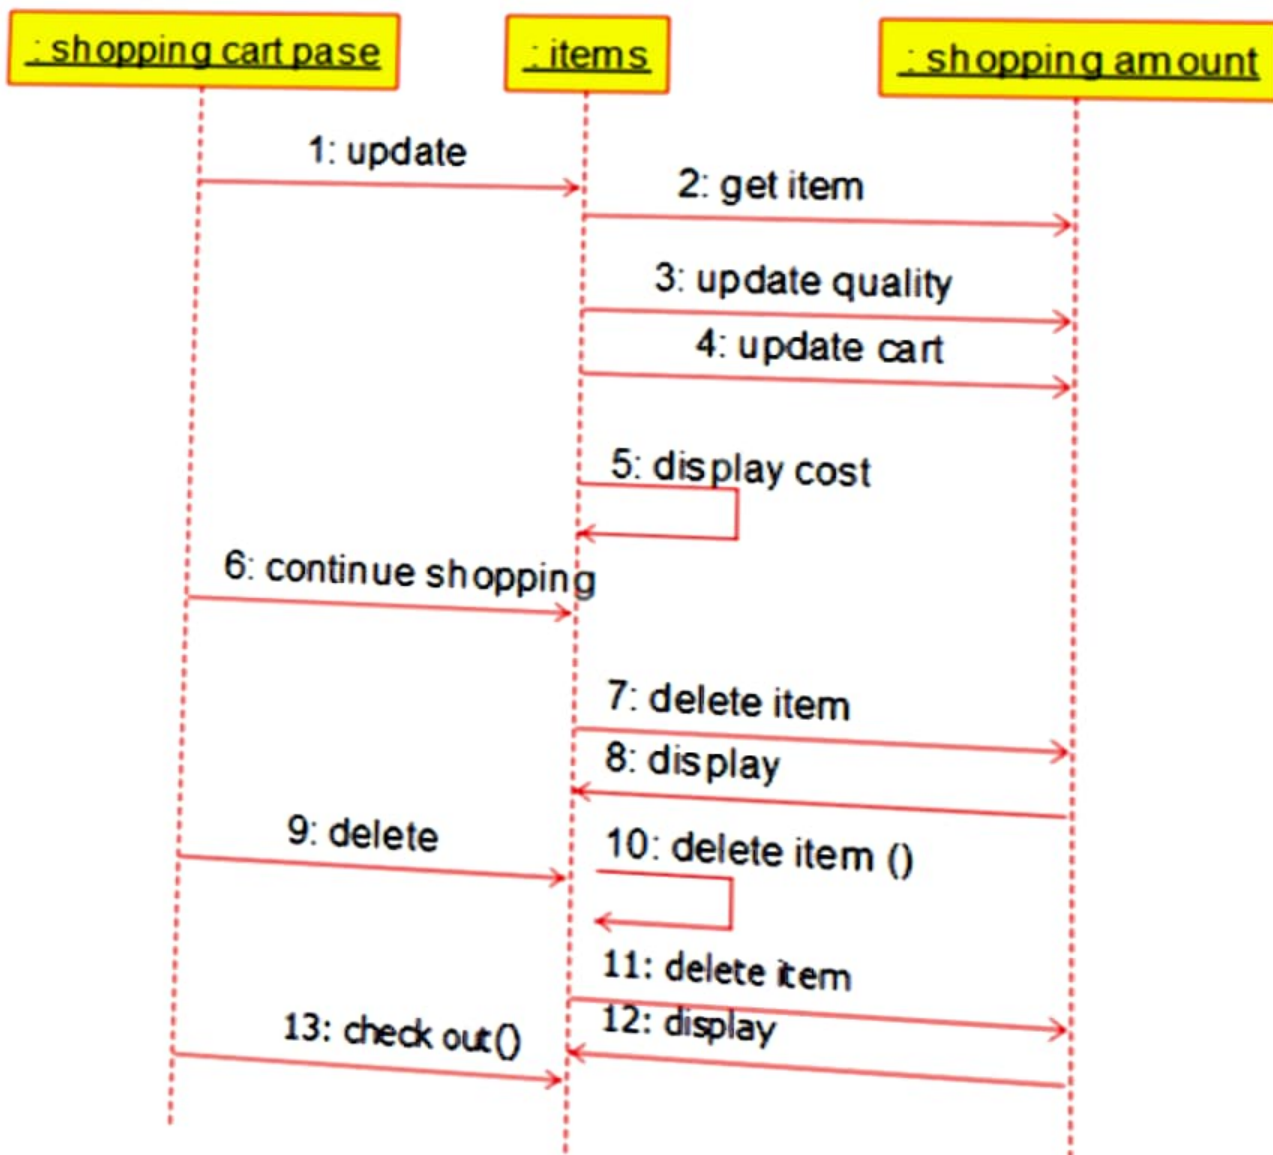 : shopping cart pase
: items
: shopping amount
1: update
2: get item
3: update quality
4: update cart
5: display cost
6: continue shopping
7: delete item
8: display
9: delete
10: delete item ()
11: delete item
12: display
13: check out()